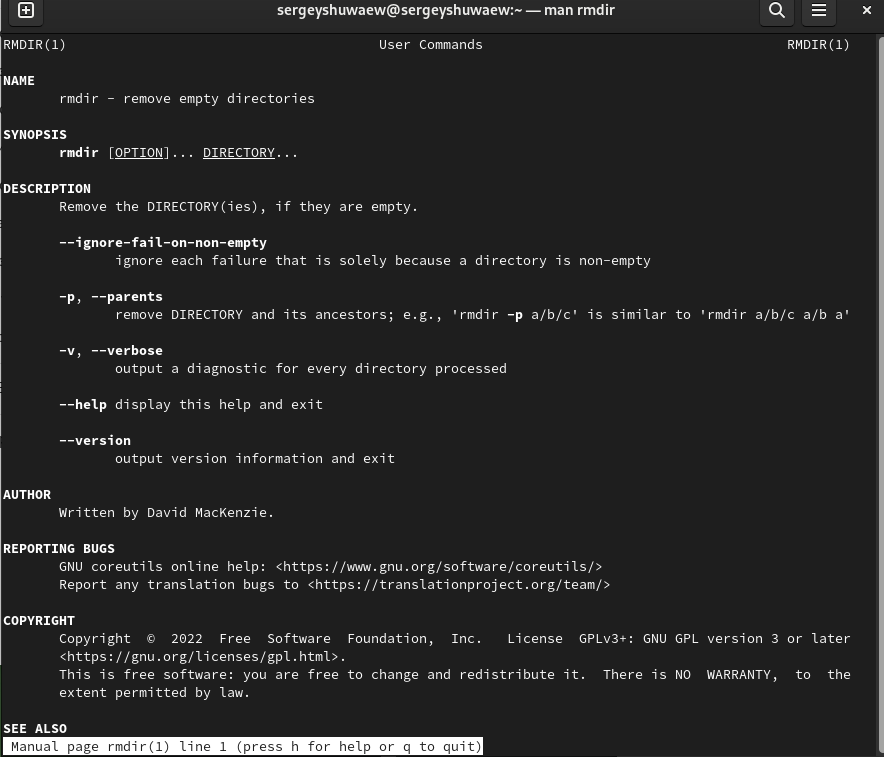 sergeyshuwaew@sergeyshuwaew:~ — man rmdir
RMDIR(1) User Commands RMDIR(1)
NAME
rmdir - remove empty directories
SYNOPSIS
rmdir [OPTION]... DIRECTORY...
DESCRIPTION
Remove the DIRECTORY(ies), if they are empty.
--ignore-fail-on-non-empty
ignore each failure that is solely because a directory is non-empty
-p, --parents
remove DIRECTORY and its ancestors; e.g., 'rmdir -p a/b/c' is similar to 'rmdir a/b/c a/b a'
-v, --verbose
output a diagnostic for every directory processed
--help display this help and exit
--version
output version information and exit
AUTHOR
Written by David MacKenzie.
REPORTING BUGS
GNU coreutils online help: <https://www.gnu.org/software/coreutils/>
Report any translation bugs to <https://translationproject.org/team/>
COPYRIGHT
Copyright © 2022 Free Software Foundation, Inc. License GPLv3+: GNU GPL version 3 or later
<https://gnu.org/licenses/gpl.html>.
This is free software: you are free to change and redistribute it. There is NO WARRANTY, to the
extent permitted by law.
SEE ALSO
Manual page rmdir(1) line 1 (press h for help or q to quit)